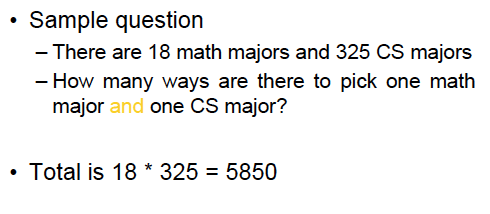 • Sample question
– There are 18 math majors and 325 CS majors
– How many ways are there to pick one math
major and one CS major?
• Total is 18 * 325 = 5850